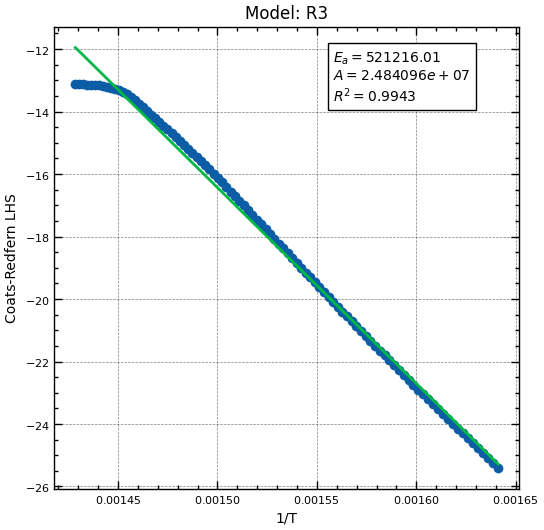 Model: R3
E_a = 521216.01
A = 2.484096e + 07
R^2 = 0.9943
Coats-Redfern LHS
−12
−14
−16
−18
−20
−22
−24
−26
0.00145 0.00150 0.00155 0.00160 0.00165
1/T